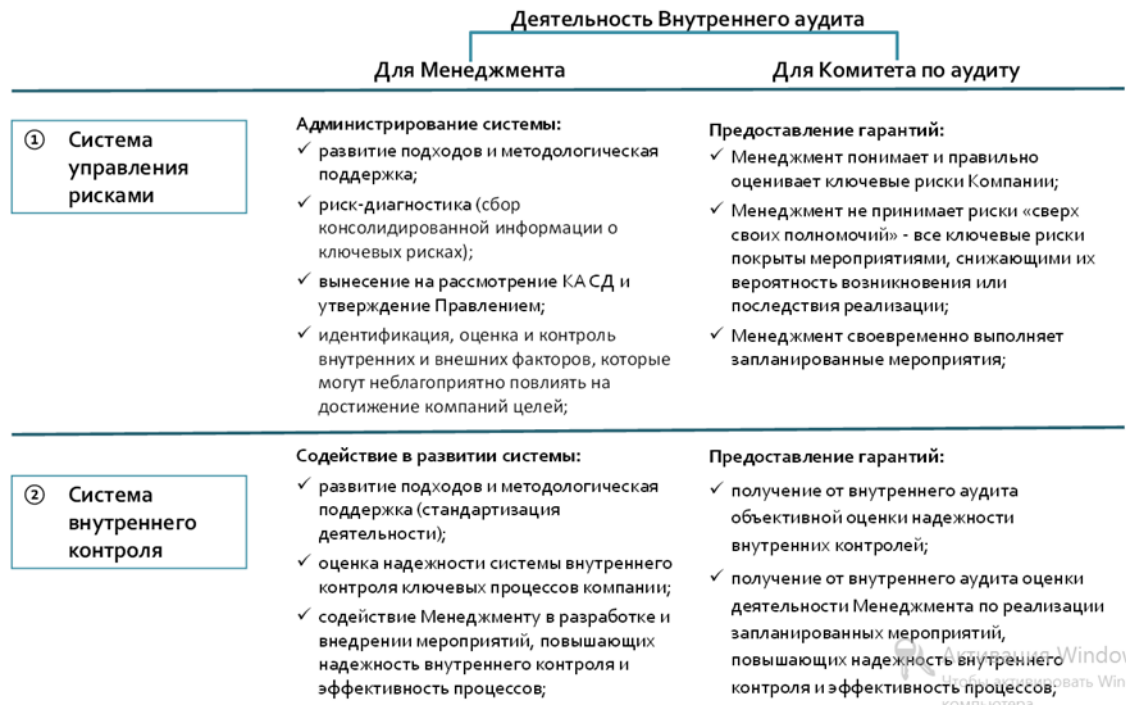 Деятельность Внутреннего аудита
Для Менеджмента
Для Комитета по аудиту
① Система
управления
рисками
Администрирование системы:
✓ развитие подходов и методологическая
поддержка;
✓ риск-диагностика (сбор
консолидированной информации о
ключевых рисках);
✓ вынесение на рассмотрение КА СД и
утверждение Правлением;
✓ идентификация, оценка и контроль
внутренних и внешних факторов, которые
могут неблагоприятно повлиять на
достижение компаний целей;
Предоставление гарантий:
✓ Менеджмент понимает и правильно
оценивает ключевые риски Компании;
✓ Менеджмент не принимает риски «сверх
своих полномочий» - все ключевые риски
покрыты мероприятиями, снижающими их
вероятность возникновения или
последствия реализации;
✓ Менеджмент своевременно выполняет
запланированные мероприятия;
② Система
внутреннего
контроля
Содействие в развитии системы:
✓ развитие подходов и методологическая
поддержка (стандартизация
деятельности);
✓ оценка надежности системы внутреннего
контроля ключевых процессов компании;
✓ содействие Менеджменту в разработке и
внедрении мероприятий, повышающих
надежность внутреннего контроля и
эффективность процессов;
Предоставление гарантий:
✓ получение от внутреннего аудита
объективной оценки надежности
внутренних контролей;
✓ получение от внутреннего аудита оценки
деятельности Менеджмента по реализации
запланированных мероприятий,
повышающих надежность внутреннего
контроля и эффективность процессов;
Активация Window
Чтобы активировать Win
компьютера